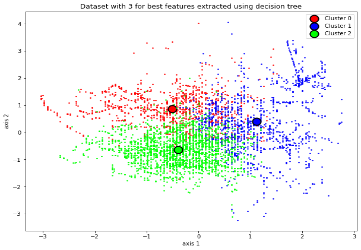 Dataset with 3 for best features extracted using decision tree
Cluster 0
Cluster 1
Cluster 2
4
3
2
1
0
-1
-2
-3
axis 2
-3
-2
-1
0
1
2
3
axis 1